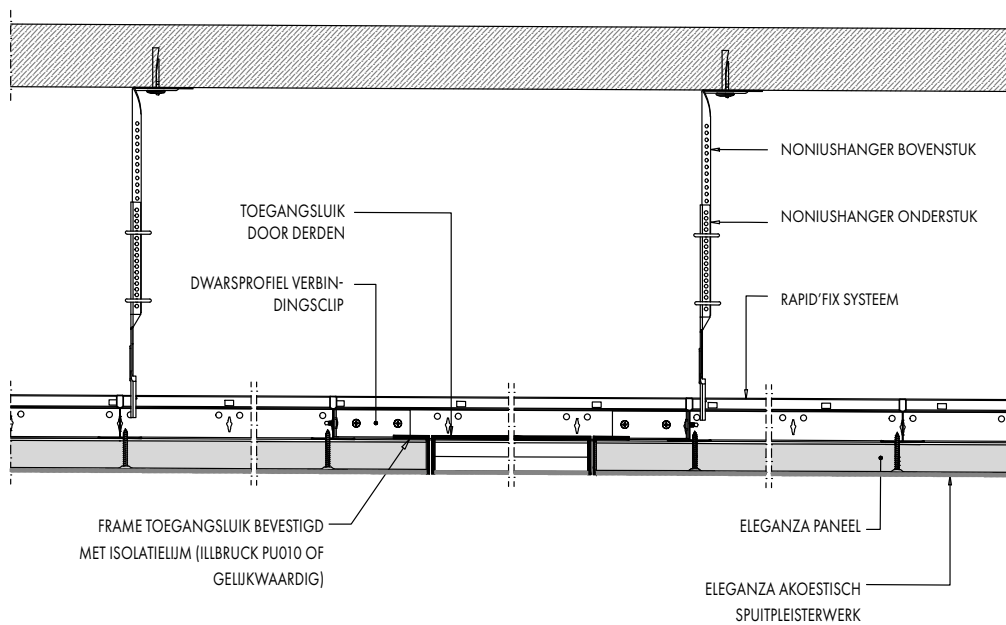 NONIUSHANGER BOVENSTUK
TOEGANGSLUIK
DOOR DERDEN
NONIUSHANGER ONDERSTUK
DWARSPROFIEL VERBIN-
DINGSCLIP
RAPID'FIX SYSTEEM
FRAME TOEGANGSLUIK BEVESTIGD
MET ISOLATIELIJM (ILLBRUCK PU010 OF
GELIJKWAARDIG)
ELEGANZA PANEEL
ELEGANZA AKOESTISCH
SPUITPLEISTERWERK